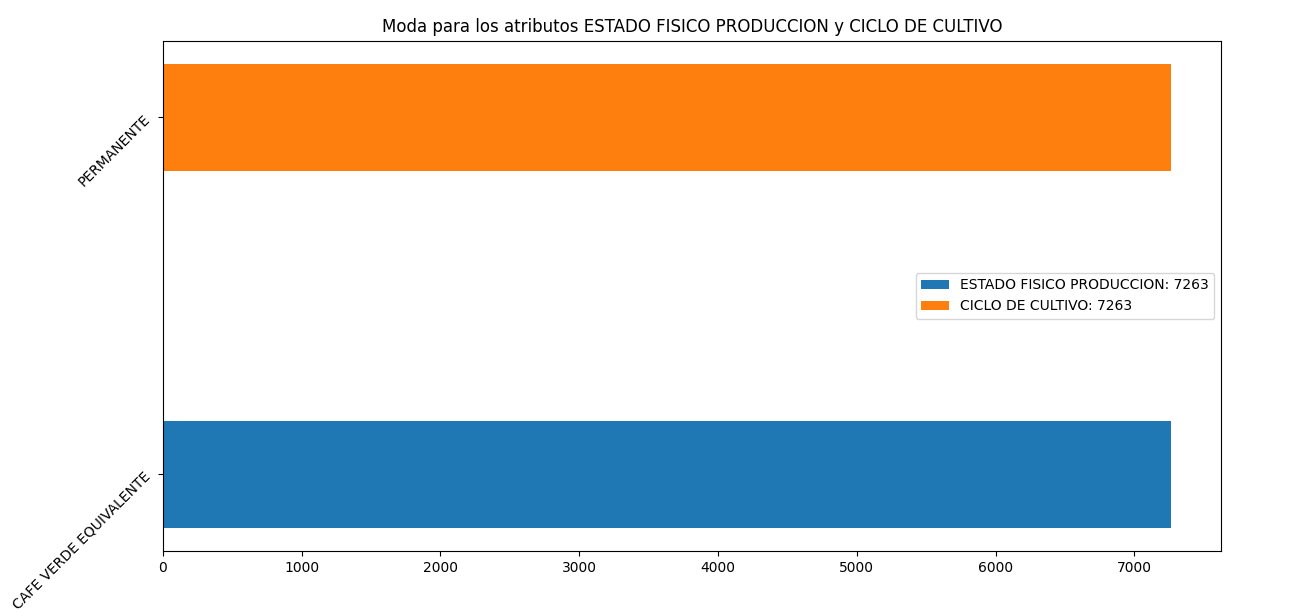 Moda para los atributos ESTADO FISICO PRODUCCION y CICLO DE CULTIVO
PERMANENTE
ESTADO FISICO PRODUCCION: 7263
CICLO DE CULTIVO: 7263
CAFE VERDE EQUIVALENTE
0 1000 2000 3000 4000 5000 6000 7000